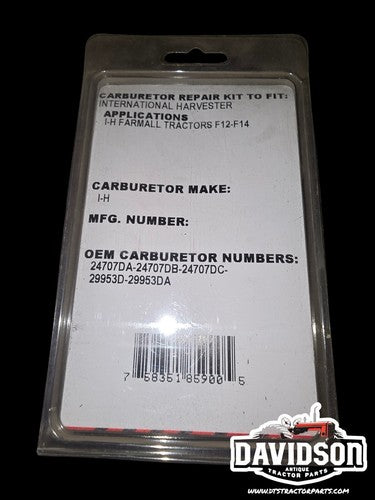 CARBURETOR REPAIR KIT TO FIT:
INTERNATIONAL HARVESTER
APPLICATIONS
I-H FARMALL TRACTORS F12-F14
CARBURETOR MAKE:
I-H
MFG. NUMBER:
OEM CARBURETOR NUMBERS:
24707DA-24707DB-24707DC-
29953D-29953DA
7 58351 85900 5
DAVIDSON
ANTIQUE
TRACTOR PARTS
WWW.DTSTRACTORPARTS.COM